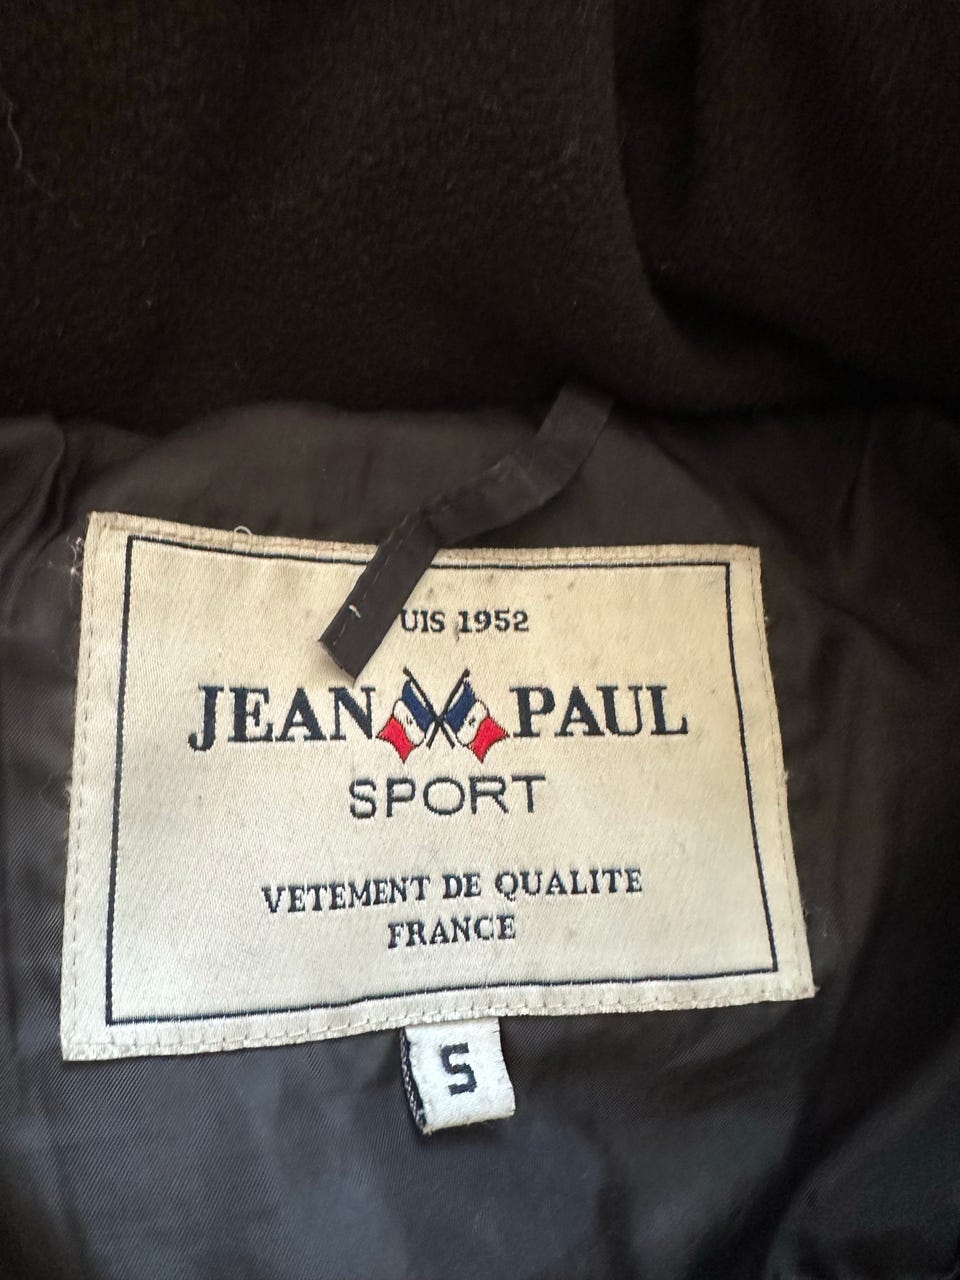 UIS 1952
JEAN PAUL
SPORT
VETEMENT DE QUALITE
FRANCE
S